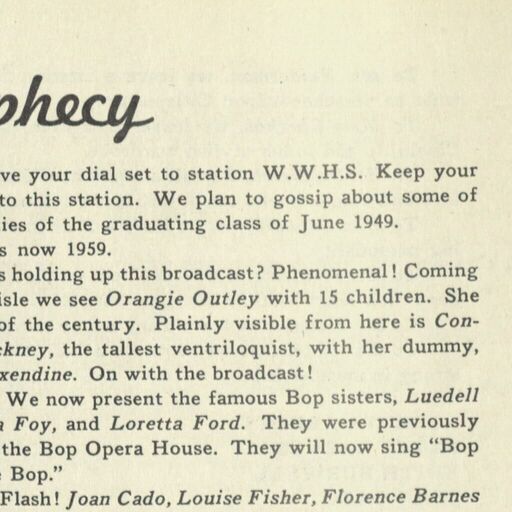 phecy
ve your dial set to station W.W.H.S. Keep your
to this station. We plan to gossip about some of
ies of the graduating class of June 1949.
s now 1959.
s holding up this broadcast? Phenomenal! Coming
isle we see Orangie Outley with 15 children. She
of the century. Plainly visible from here is Con-
ckney, the tallest ventriloquist, with her dummy,
xendine. On with the broadcast!
We now present the famous Bop sisters, Luedell
a Foy, and Loretta Ford. They were previously
the Bop Opera House. They will now sing "Bop
e Bop."
Flash! Joan Cado, Louise Fisher, Florence Barnes